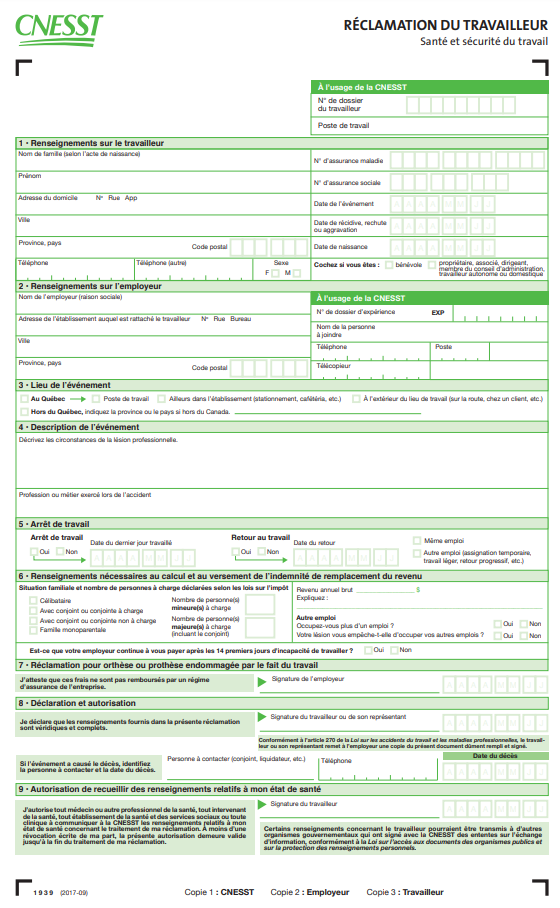 CNESST
RÉCLAMATION DU TRAVAILLEUR
Santé et sécurité du travail
À l'usage de la CNESST
N° de dossier
du travailleur
Poste de travail
1 • Renseignements sur le travailleur
Nom de famille (selon l'acte de naissance)
N° d'assurance maladie
Prénom
N° d'assurance sociale
Adresse du domicile N° Rue App
Date de l'événement
Ville
Date de récidive, rechute
ou aggravation
Province, pays
Code postal
Date de naissance
Téléphone
Téléphone (autre)
Sexe
F M
Cochez si vous êtes :
bénévole
propriétaire, associé, dirigeant,
membre du conseil d'administration,
travailleur autonome ou domestique
2 • Renseignements sur l'employeur
Nom de l'employeur (raison sociale)
À l'usage de la CNESST
N° de dossier d'expérience EXP
Adresse de l'établissement auquel est rattaché le travailleur N° Rue Bureau
Nom de la personne
à joindre
Ville
Téléphone Poste
Province, pays
Code postal
Télécopieur
3 • Lieu de l'événement
Au Québec Poste de travail Ailleurs dans l'établissement (stationnement, cafétéria, etc.) À l'extérieur du lieu de travail (sur la route, chez un client, etc.)
Hors du Québec, indiquez la province ou le pays si hors du Canada.
4 • Description de l'événement
Décrivez les circonstances de la lésion professionnelle.
Profession ou métier exercé lors de l'accident
5 • Arrêt de travail
Arrêt de travail
Oui Non
Date du dernier jour travaillé
Retour au travail
Oui Non
Date du retour
Même emploi
Autre emploi (assignation temporaire,
travail léger, retour progressif, etc.)
6 • Renseignements nécessaires au calcul et au versement de l'indemnité de remplacement du revenu
Situation familiale et nombre de personnes à charge déclarées selon les lois sur l'impôt
Célibataire
Avec conjoint ou conjointe à charge
Avec conjoint ou conjointe non à charge
Famille monoparentale
Nombre de personne(s)
mineure(s) à charge
Nombre de personne(s)
majeure(s) à charge
(incluant le conjoint)
Revenu annuel brut $
Expliquez :
Autre emploi
Occupez-vous plus d'un emploi ? Oui Non
Votre lésion vous empêche-t-elle d'occuper vos autres emplois ? Oui Non
Est-ce que votre employeur continue à vous payer après les 14 premiers jours d'incapacité de travailler ? Oui Non
7 • Réclamation pour orthèse ou prothèse endommagée par le fait du travail
J'atteste que ces frais ne sont pas remboursés par un régime
d'assurance de l'entreprise.
Signature de l'employeur
8 • Déclaration et autorisation
Je déclare que les renseignements fournis dans la présente réclamation
sont véridiques et complets.
Signature du travailleur ou de son représentant
Conformément à l'article 270 de la Loi sur les accidents du travail et les maladies professionnelles, le travail-
leur ou son représentant remet à l'employeur une copie du présent document dûment rempli et signé.
Si l'événement a causé le décès, identifiez
la personne à contacter et la date du décès.
Personne à contacter (conjoint, liquidateur, etc.)
Téléphone
Date du décès
9 • Autorisation de recueillir des renseignements relatifs à mon état de santé
J'autorise tout médecin ou autre professionnel de la santé, tout intervenant
de la santé, tout établissement de la santé et des services sociaux ou toute
clinique à communiquer à la CNESST les renseignements relatifs à mon
état de santé concernant le traitement de ma réclamation. À moins d'une
révocation écrite de ma part, la présente autorisation demeure valide
jusqu'à la fin du traitement de ma réclamation.
Signature du travailleur
Certains renseignements concernant le travailleur pourraient être transmis à d'autres
organismes gouvernementaux qui ont signé avec la CNESST des ententes sur l'échange
d'information, conformément à la Loi sur l'accès aux documents des organismes publics et
sur la protection des renseignements personnels.
1939 (2017-09)
Copie 1 : CNESST Copie 2 : Employeur Copie 3 : Travailleur